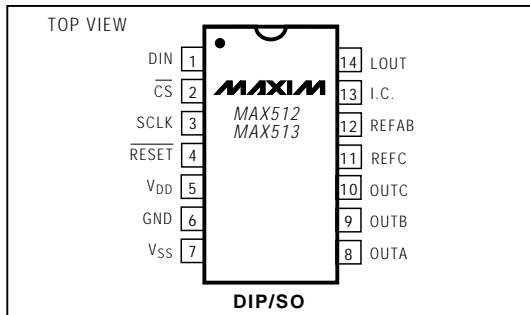 TOP VIEW
DIN 1
CS 2
SCLK 3
RESET 4
VDD 5
GND 6
VSS 7
MAXIM
MAX512
MAX513
14 LOUT
13 I.C.
12 REFAB
11 REFC
10 OUTC
9 OUTB
8 OUTA
DIP/SO